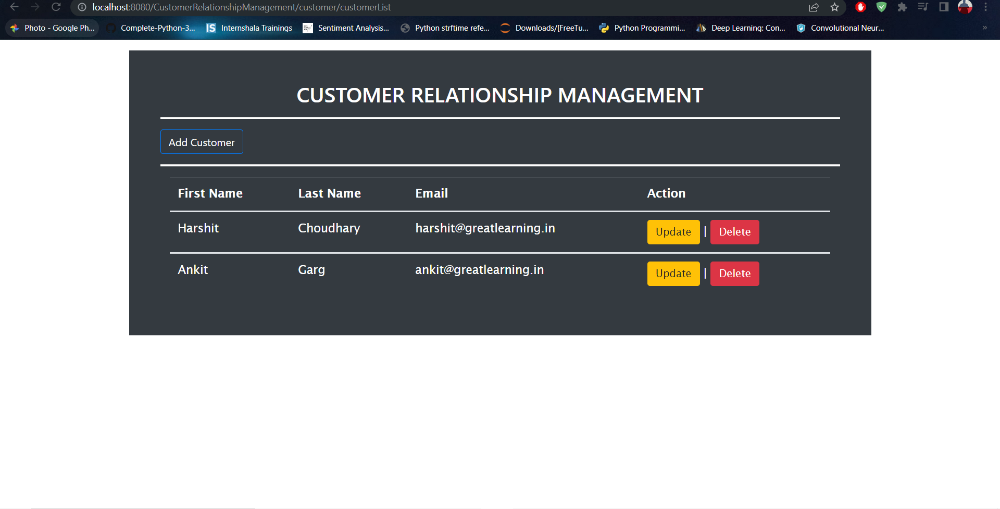 localhost:8080/CustomerRelationshipManagement/customer/customerList
Photo - Google Ph... Complete-Python-3... IS Internshala Trainings Sentiment Analysis... Python strftime refe... Downloads/[FreeTu... Python Programmi... Deep Learning: Con... Convolutional Neur... »
CUSTOMER RELATIONSHIP MANAGEMENT
Add Customer
First Name Last Name Email Action
Harshit Choudhary harshit@greatlearning.in Update | Delete
Ankit Garg ankit@greatlearning.in Update | Delete